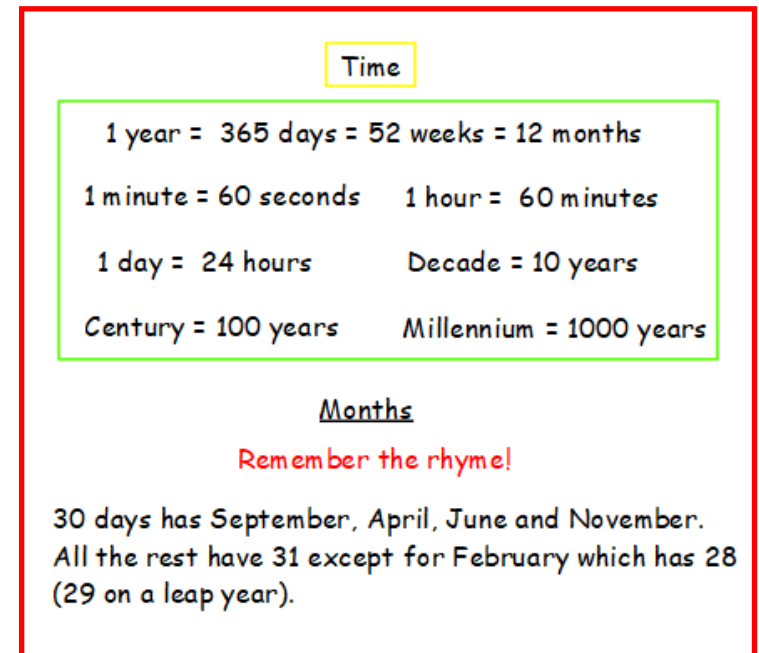 Time
1 year = 365 days = 52 weeks = 12 months
1 minute = 60 seconds 1 hour = 60 minutes
1 day = 24 hours Decade = 10 years
Century = 100 years Millennium = 1000 years
Months
Remember the rhyme!
30 days has September, April, June and November.
All the rest have 31 except for February which has 28
(29 on a leap year).